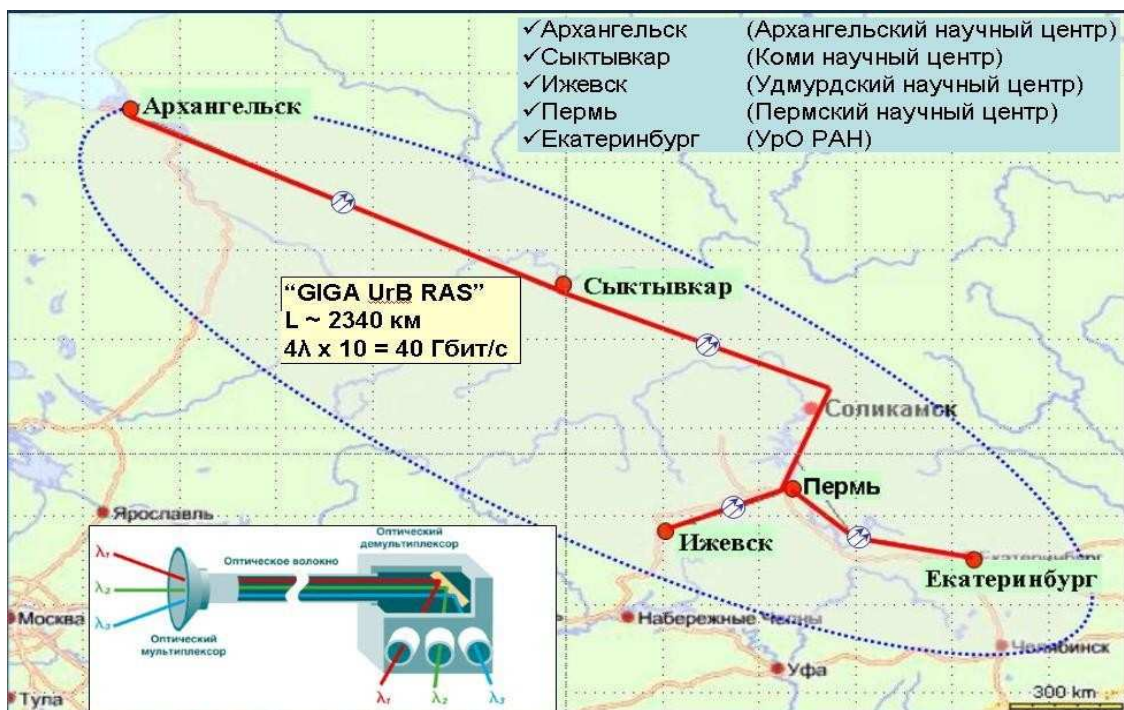 ✓Архангельск (Архангельский научный центр)
✓Сыктывкар (Коми научный центр)
✓Ижевск (Удмурдский научный центр)
✓Пермь (Пермский научный центр)
✓Екатеринбург (УрО РАН)
Архангельск
Сыктывкар
“GIGA UrB RAS”
L ~ 2340 км
4λ x 10 = 40 Гбит/с
Соликамск
Пермь
Ярославль
Ижевск
Екатеринбург
Екатеринбург
Оптический
демультиплексор
Оптическое волокно
λ₁
λ₂
λ₃
Оптический
мультиплексор
λ₁ λ₂ λ₃
Москва
Набережные Челны
Челябинск
Уфа
Тула
300 km